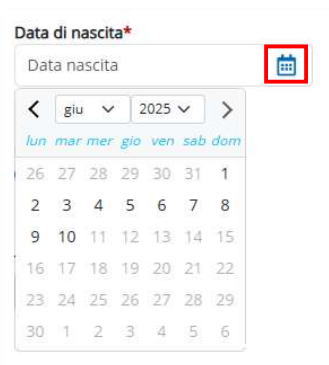 Data di nascita*
Data nascita
giu 2025
lun mar mer gio ven sab dom
26 27 28 29 30 31 1
2 3 4 5 6 7 8
9 10 11 12 13 14 15
16 17 18 19 20 21 22
23 24 25 26 27 28 29
30 1 2 3 4 5 6